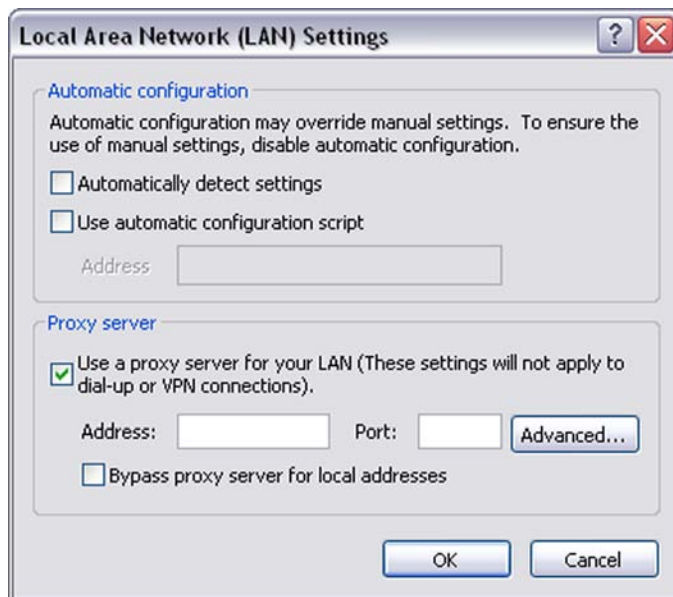 Local Area Network (LAN) Settings
?
Automatic configuration
Automatic configuration may override manual settings. To ensure the
use of manual settings, disable automatic configuration.
Automatically detect settings
Use automatic configuration script
Address
Proxy server
Use a proxy server for your LAN (These settings will not apply to
dial-up or VPN connections).
Address:
Port:
Advanced...
Bypass proxy server for local addresses
OK
Cancel